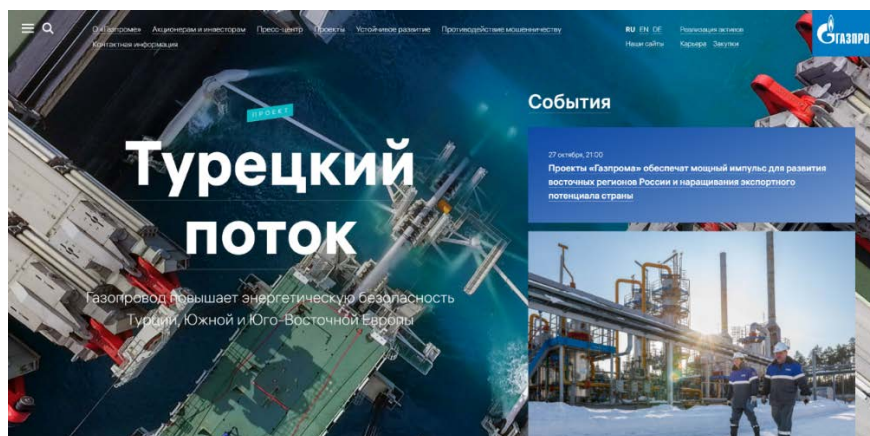 О «Газпроме» Акционерам и инвесторам Пресс-центр Проекты Устойчивое развитие Противодействие мошенничеству
Контактная информация
RU EN DE Реализация активов
Наши сайты Карьера Закупки
ГАЗПРО
ПРОЕКТ
Турецкий
поток
Газопровод повышает энергетическую безопасность
Турции, Южной и Юго-Восточной Европы
События
27 октября, 21:00
Проекты «Газпрома» обеспечат мощный импульс для развития
восточных регионов России и наращивания экспортного
потенциала страны